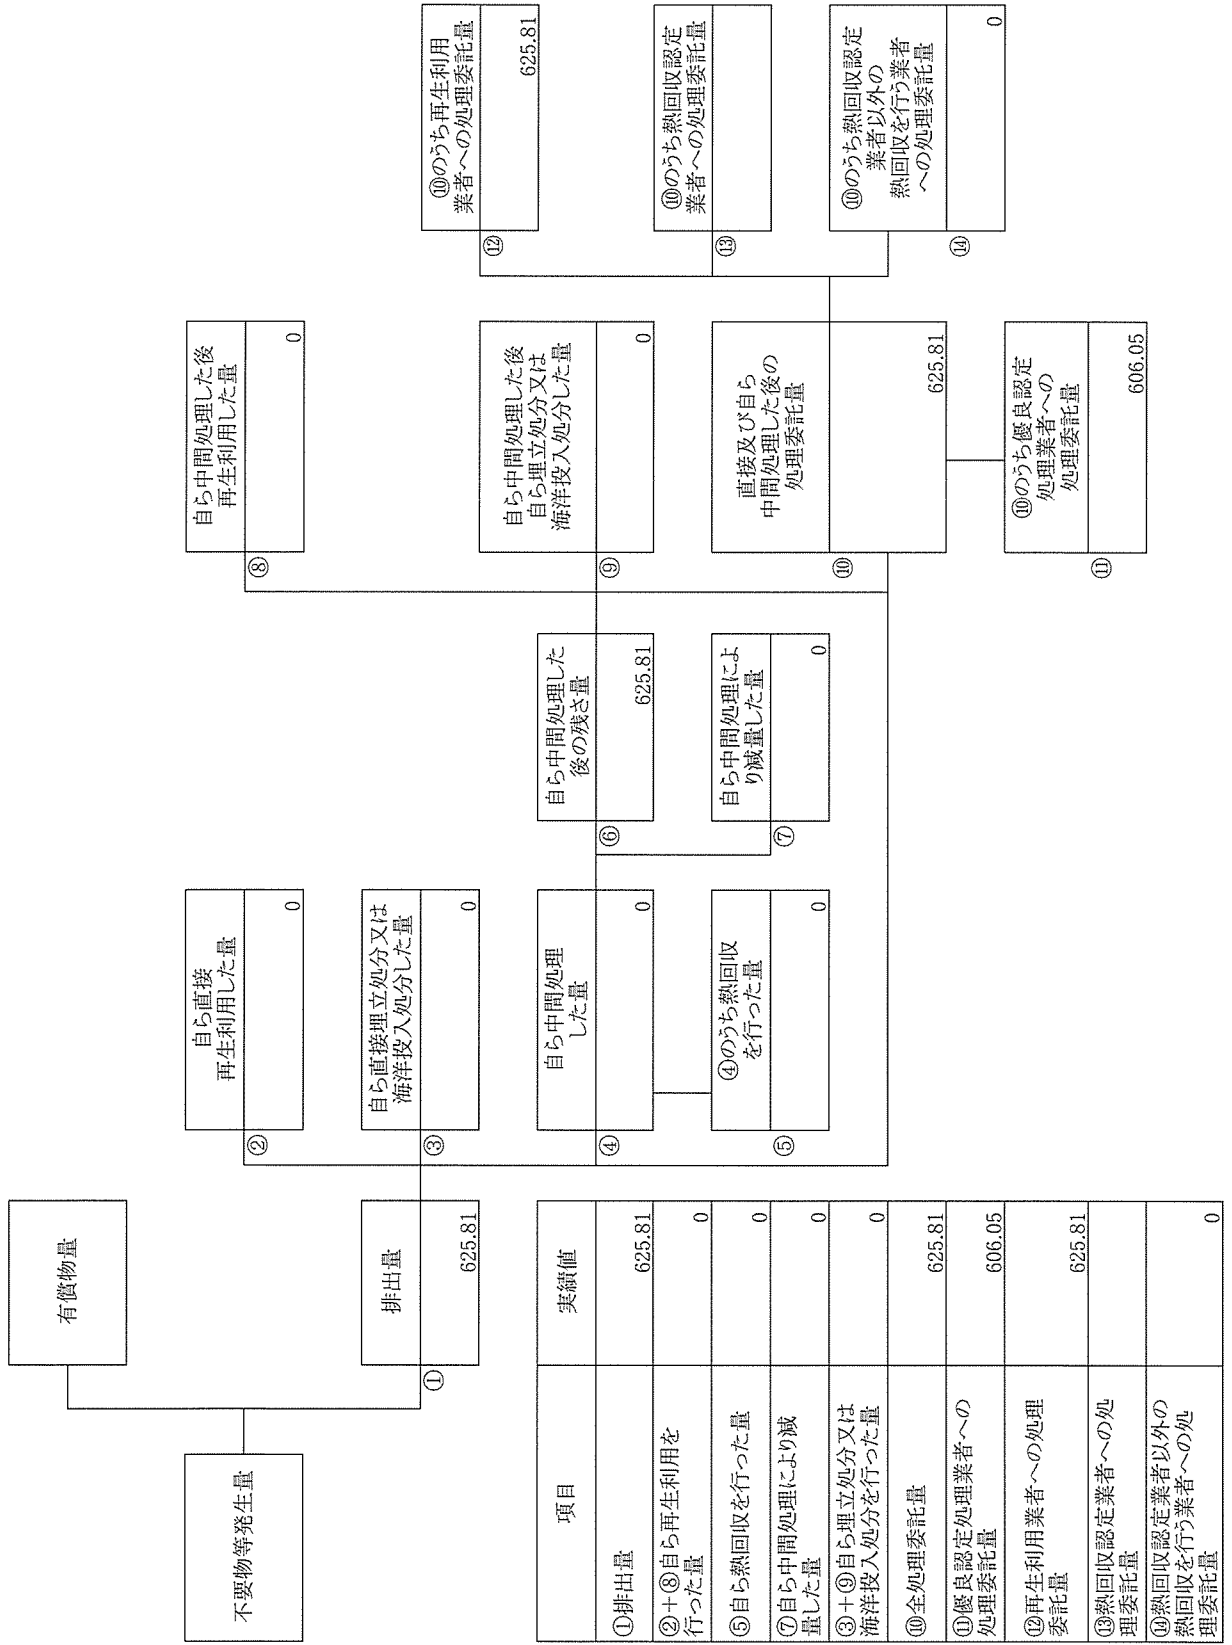 不要物等発生量
有償物量
①
排出量
625.81
②
自ら直接
再生利用した量
0
③
自ら直接埋立処分又は
海洋投入処分した量
0
④
自ら中間処理
した量
0
⑤
④のうち熱回収
を行った量
0
⑥
自ら中間処理した
後の残さ量
625.81
⑦
自ら中間処理によ
り減量した量
0
⑧
自ら中間処理した後
再生利用した量
0
⑨
自ら中間処理した後
自ら埋立処分又は
海洋投入処分した量
0
⑩
直接及び自ら
中間処理した後の
処理委託量
625.81
⑪
⑩のうち優良認定
処理業者への
処理委託量
606.05
⑫
⑩のうち再生利用
業者への処理委託量
625.81
⑬
⑩のうち熱回収認定
業者への処理委託量
⑭
⑩のうち熱回収認定
業者以外の
熱回収を行う業者
への処理委託量
0
項目
実績値
①排出量
625.81
②+⑧自ら再生利用を
行った量
0
⑤自ら熱回収を行った量
0
⑦自ら中間処理により減
量した量
0
③+⑨自ら埋立処分又は
海洋投入処分を行った量
0
⑩全処理委託量
625.81
⑪優良認定処理業者への
処理委託量
606.05
⑫再生利用業者への処理
委託量
625.81
⑬熱回収認定業者への処
理委託量
⑭熱回収認定業者以外の
熱回収を行う業者への処
理委託量
0